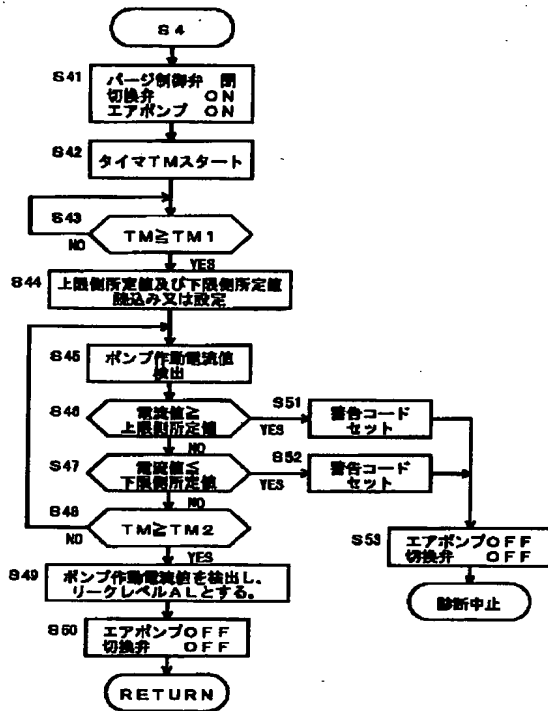 S4
S41
パージ制御弁 閉
切換弁 ON
エアポンプ ON
S42
タイマTMスタート
S43
TM≧TM1
NO
YES
S44
上限側所定値及び下限側所定値
読込み又は設定
S45
ポンプ作動電流値
検出
S46
電流値≧
上限側所定値
YES
NO
S51
警告コード
セット
S47
電流値≦
下限側所定値
YES
NO
S52
警告コード
セット
S48
TM≧TM2
NO
YES
S53
エアポンプOFF
切換弁 OFF
診断中止
S49
ポンプ作動電流値を検出し、
リークレベルALとする。
S50
エアポンプOFF
切換弁 OFF
RETURN